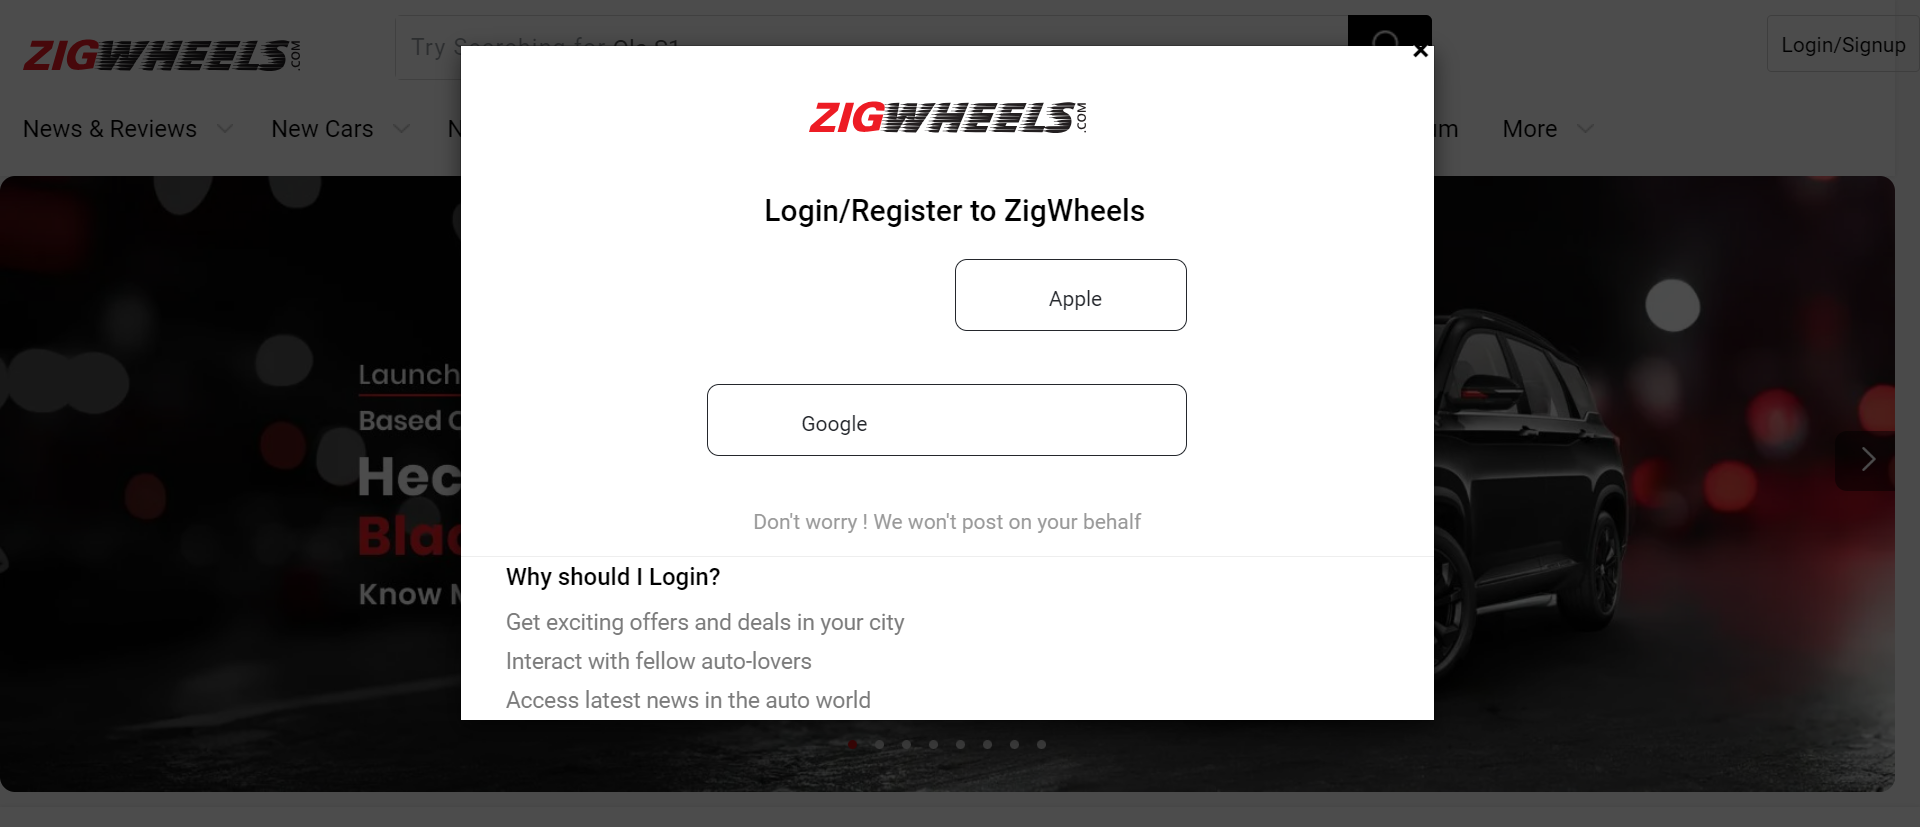 ZIGWHEELS.COM
Try Searching for Ola S1
Login/Signup
News & Reviews
New Cars
N
um
More
ZIGWHEELS.COM
Login/Register to ZigWheels
Apple
Google
Don't worry ! We won't post on your behalf
Why should I Login?
Get exciting offers and deals in your city
Interact with fellow auto-lovers
Access latest news in the auto world
Launch
Based
Hec
Blac
Know